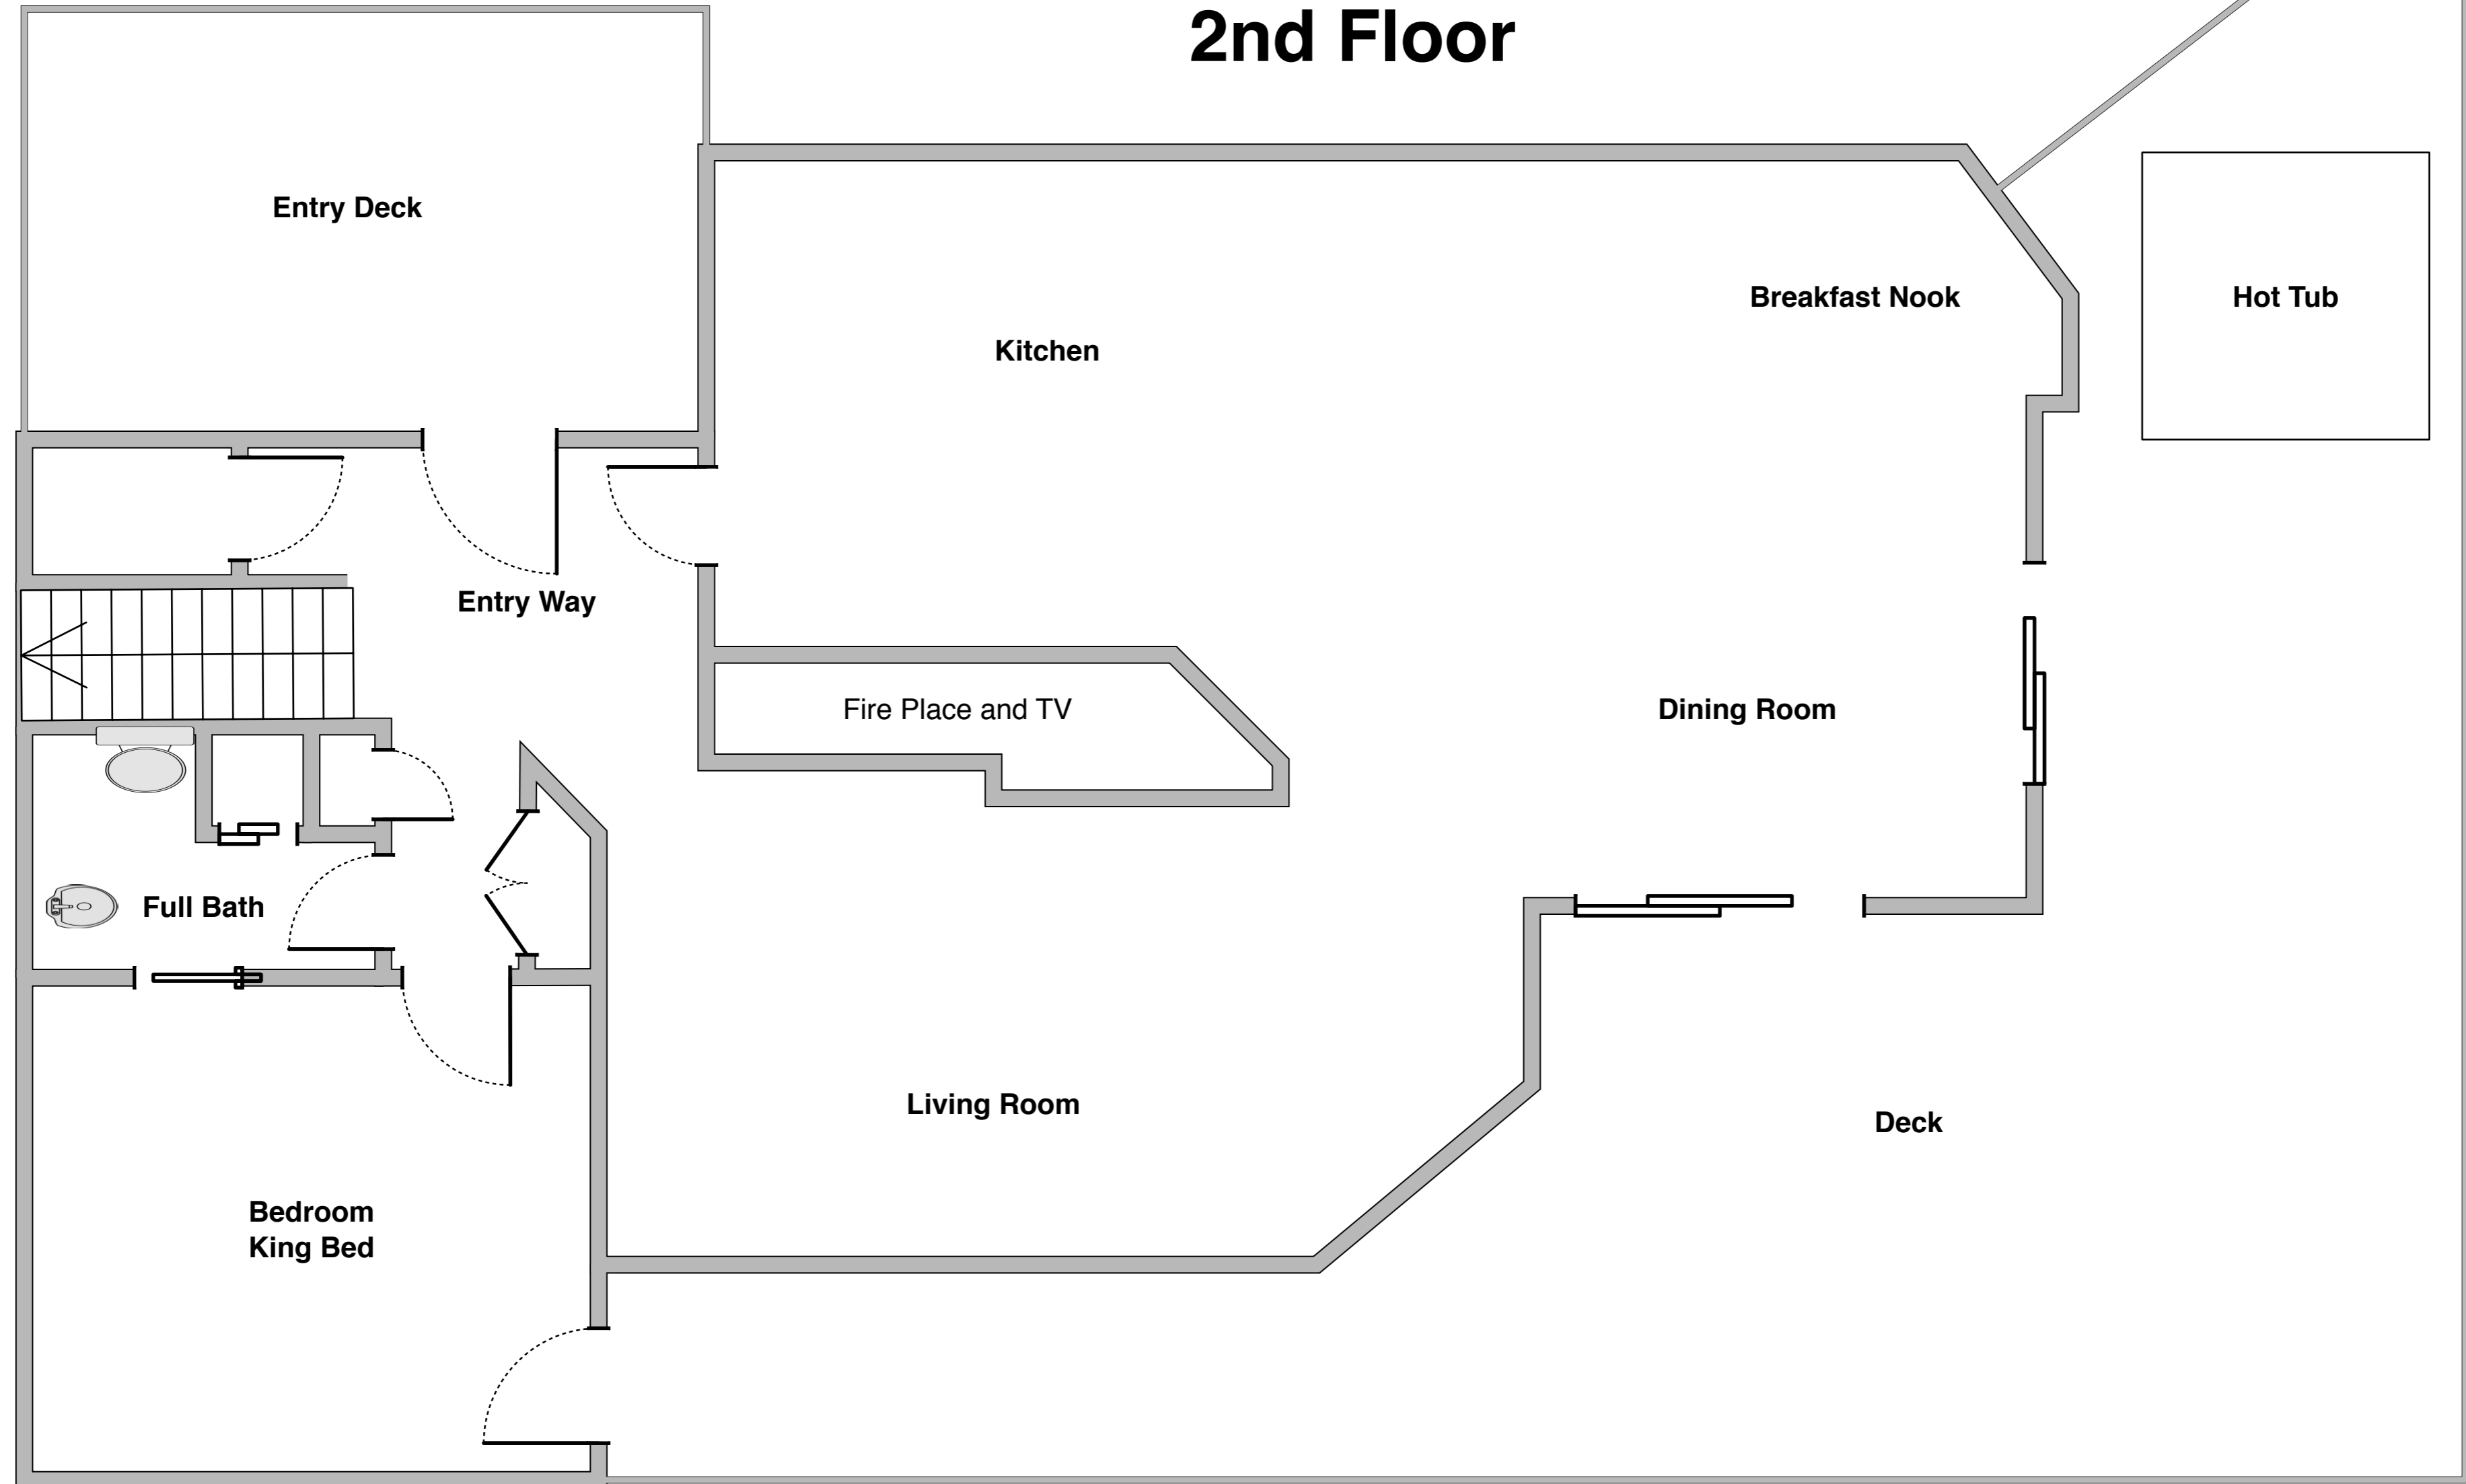 2nd Floor
Entry Deck
Breakfast Nook
Hot Tub
Kitchen
Entry Way
Fire Place and TV
Dining Room
Full Bath
Living Room
Deck
Bedroom
King Bed